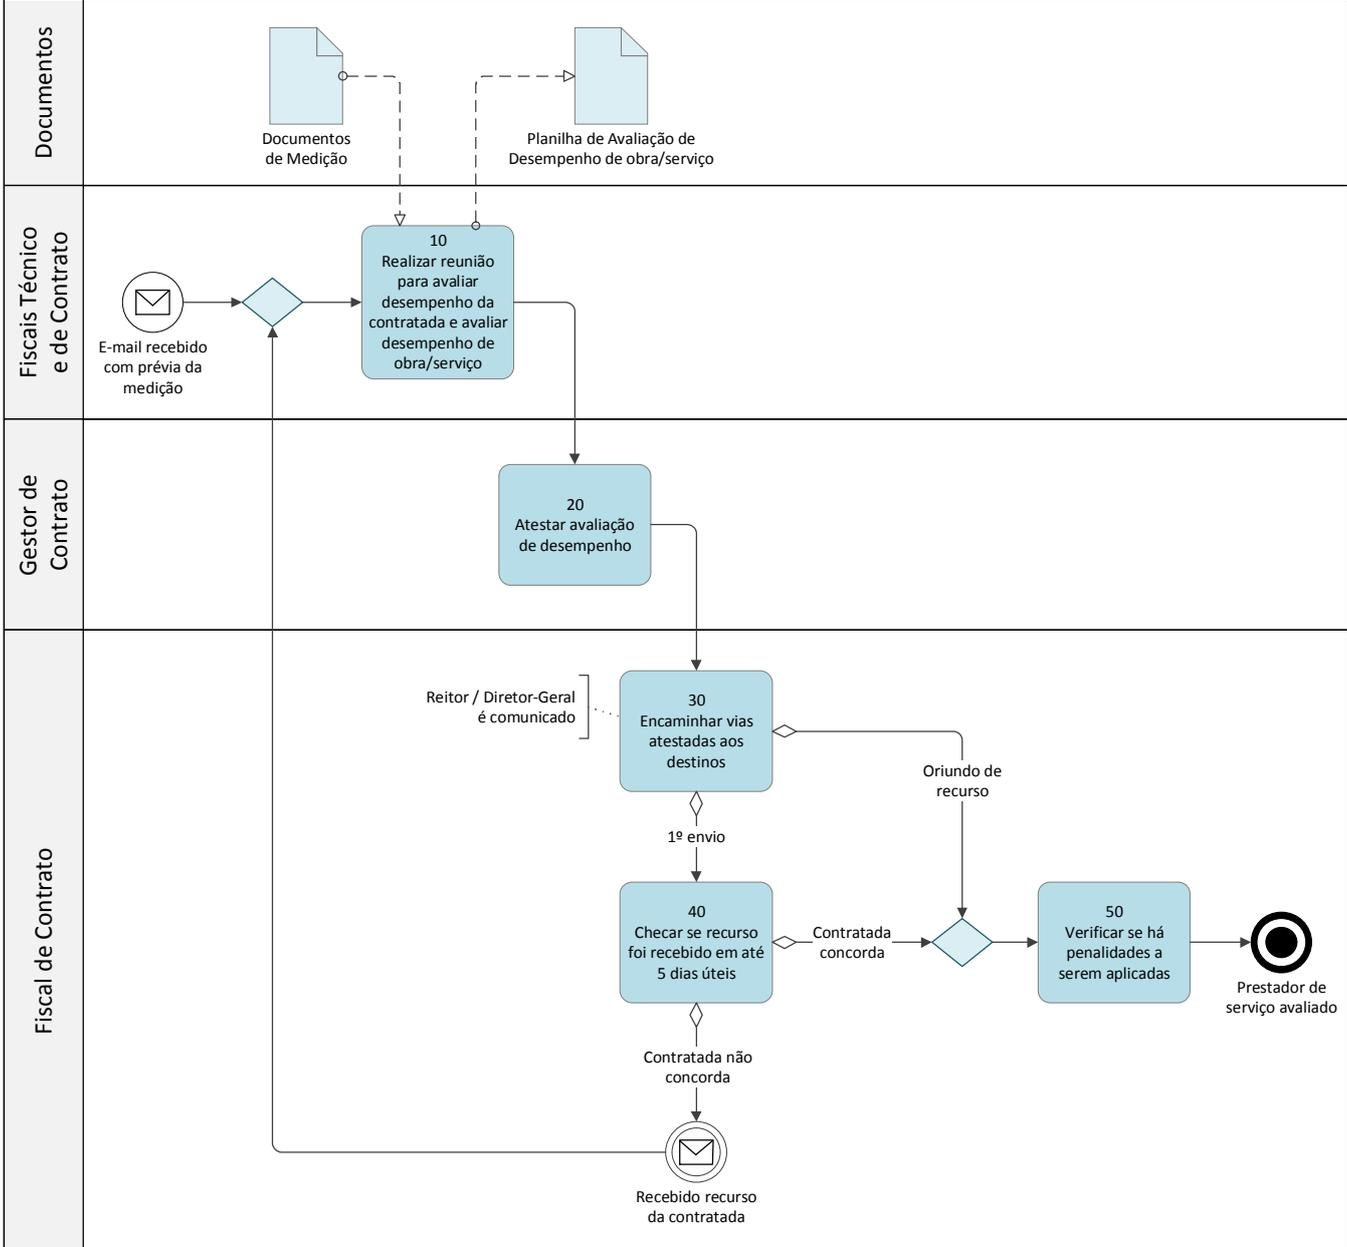 Documentos
Documentos
de Medição
Planilha de Avaliação de
Desempenho de obra/serviço
Fiscais Técnico
e de Contrato
E-mail recebido
com prévia da
medição
10
Realizar reunião
para avaliar
desempenho da
contratada e avaliar
desempenho de
obra/serviço
Gestor de
Contrato
20
Atestar avaliação
de desempenho
Fiscal de Contrato
Reitor / Diretor-Geral
é comunicado
30
Encaminhar vias
atestadas aos
destinos
Oriundo de
recurso
1º envio
40
Checar se recurso
foi recebido em até
5 dias úteis
Contratada
concorda
50
Verificar se há
penalidades a
serem aplicadas
Prestador de
serviço avaliado
Contratada não
concorda
Recebido recurso
da contratada